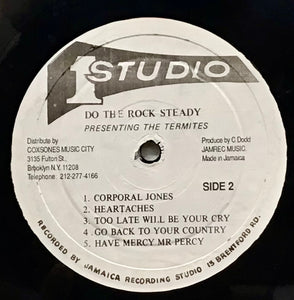 1 STUDIO
DO THE ROCK STEADY
PRESENTING THE TERMITES
Distribute by
COXSONES MUSIC CITY
3135 Fulton St.,
Brooklyn N.Y. 11208
Telephone: 212-277-4166
Produce by C Dodd
JAMREC MUSIC
Made in Jamaica
SIDE 2
1 : CORPORAL JONES
2 : HEARTACHES
3 : TOO LATE WILL BE YOUR CRY
4 : GO BACK TO YOUR COUNTRY
5 : HAVE MERCY MR PERCY
RECORDED BY JAMAICA RECORDING STUDIO 13 BRENTFORD RD.